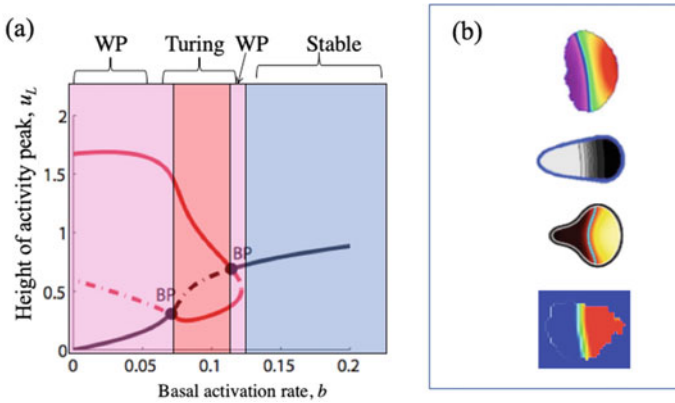 (a)
WP Turing WP Stable
Height of activity peak, u_L
2
1.5
1
0.5
0
BP
BP
0 0.05 0.1 0.15 0.2
Basal activation rate, b
(b)